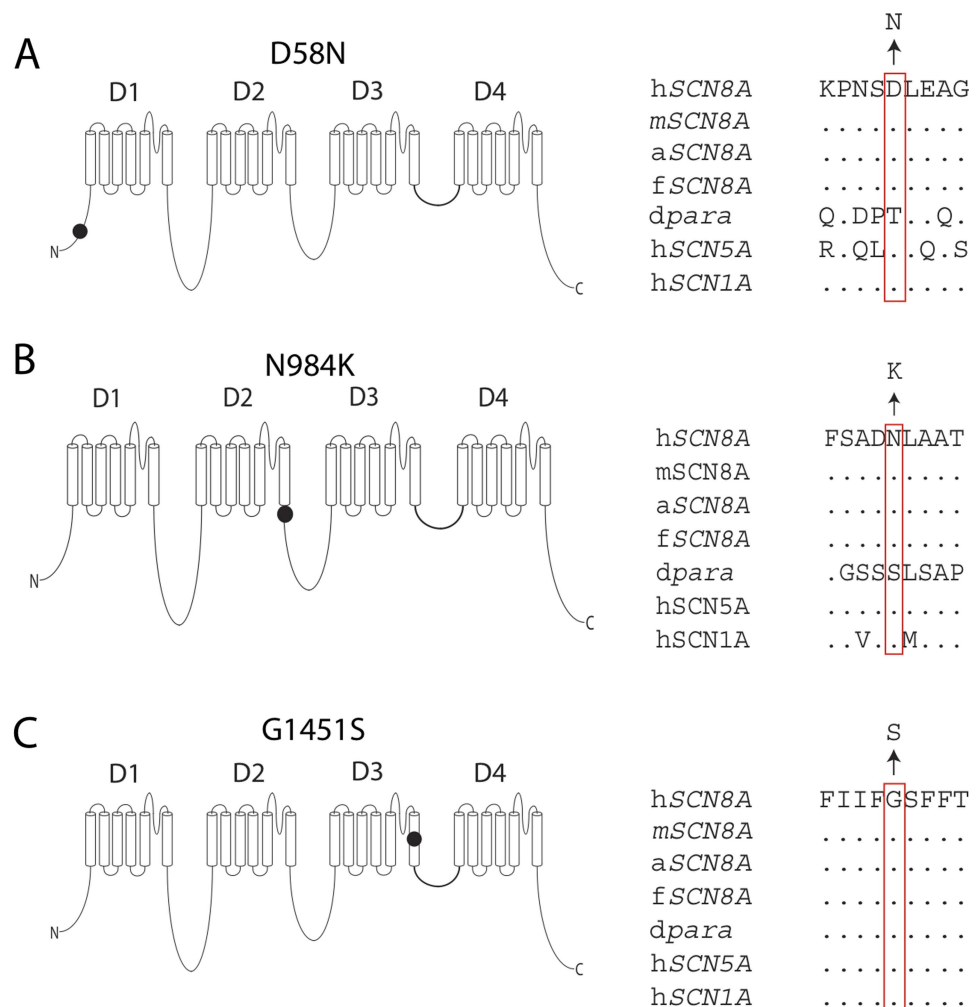 A
D58N
D1 D2 D3 D4
N
C
N
hSCN8A KPNSDLEAG
mSCN8A .........
aSCN8A .........
fSCN8A .........
dpara Q.DPT..Q.
hSCN5A R.QL..Q.S
hSCN1A .........
B
N984K
D1 D2 D3 D4
N
C
K
hSCN8A FSADNLAAT
mSCN8A .........
aSCN8A .........
fSCN8A .........
dpara .GSSSLSAP
hSCN5A .........
hSCN1A ..V..M...
C
G1451S
D1 D2 D3 D4
N
C
S
hSCN8A FIIFGSFFT
mSCN8A .........
aSCN8A .........
fSCN8A .........
dpara .........
hSCN5A .........
hSCN1A .........